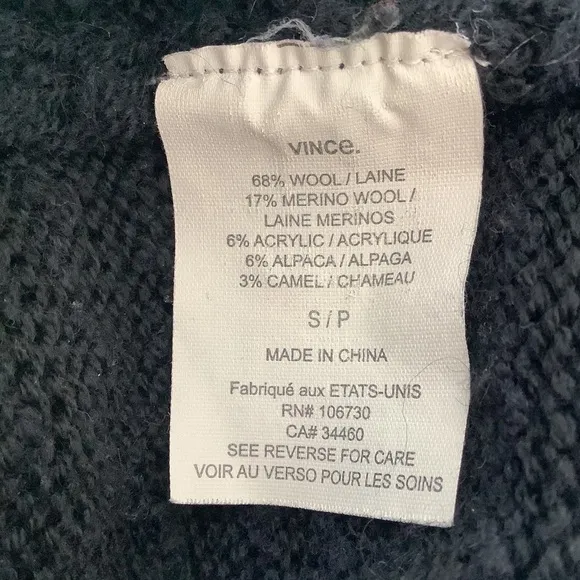 VINCe.
68% WOOL / LAINE
17% MERINO WOOL /
LAINE MERINOS
6% ACRYLIC / ACRYLIQUE
6% ALPACA / ALPAGA
3% CAMEL / CHAMEAU
S / P
MADE IN CHINA
Fabriqué aux ETATS-UNIS
RN# 106730
CA# 34460
SEE REVERSE FOR CARE
VOIR AU VERSO POUR LES SOINS